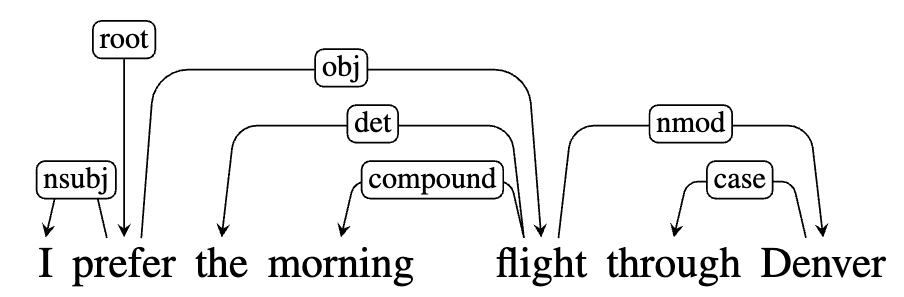 root
obj
det
nmod
nsubj
compound
case
I prefer the morning flight through Denver